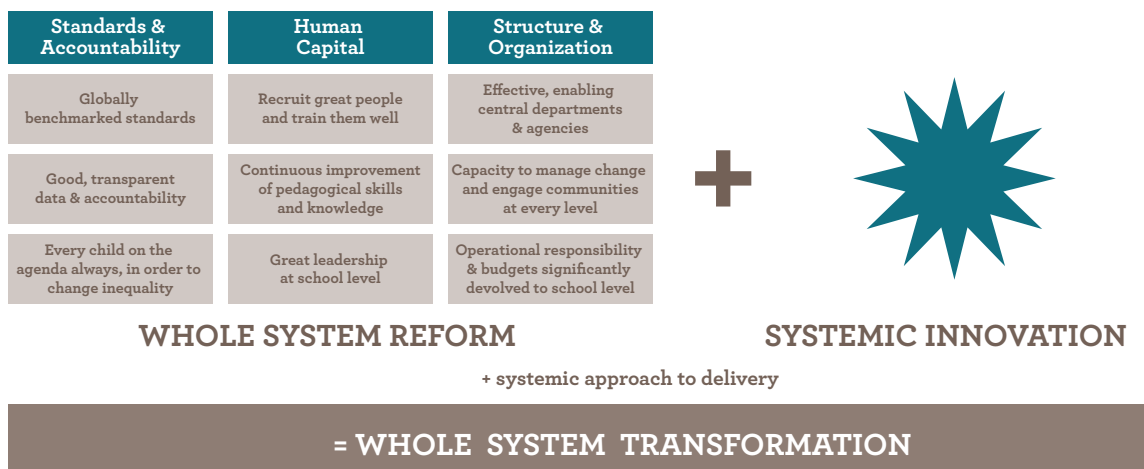 Standards &
Accountability
Human
Capital
Structure &
Organization
Globally
benchmarked standards
Recruit great people
and train them well
Effective, enabling
central departments
& agencies
Good, transparent
data & accountability
Continuous improvement
of pedagogical skills
and knowledge
Capacity to manage change
and engage communities
at every level
Every child on the
agenda always, in order to
change inequality
Great leadership
at school level
Operational responsibility
& budgets significantly
devolved to school level
+
WHOLE SYSTEM REFORM
SYSTEMIC INNOVATION
+ systemic approach to delivery
= WHOLE SYSTEM TRANSFORMATION